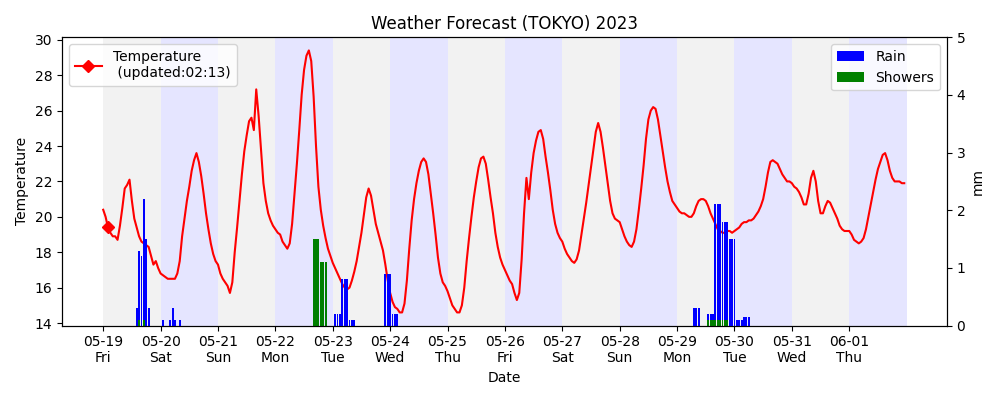 Weather Forecast (TOKYO) 2023
Temperature
(updated:02:13)
Rain
Showers
Temperature
30
28
26
24
22
20
18
16
14
5
4
3
2
1
0
mm
05-19 05-20 05-21 05-22 05-23 05-24 05-25 05-26 05-27 05-28 05-29 05-30 05-31 06-01
Fri Sat Sun Mon Tue Wed Thu Fri Sat Sun Mon Tue Wed Thu
Date